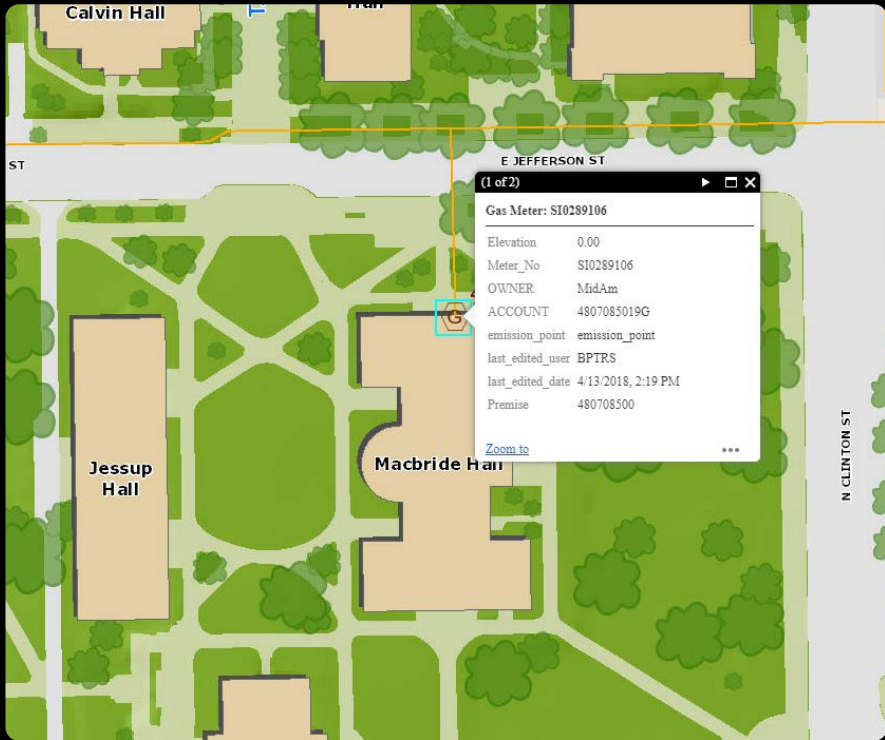 Calvin Hall
E JEFFERSON ST
ST
(1 of 2)
Gas Meter: SI0289106
Elevation 0.00
Meter_No SI0289106
OWNER MidAm
ACCOUNT 4807085019G
emission_point emission_point
last_edited_user BPTRS
last_edited_date 4/13/2018, 2:19 PM
Premise 480708500
Zoom to
G
Jessup
Hall
Macbride Hall
N CLINTON ST